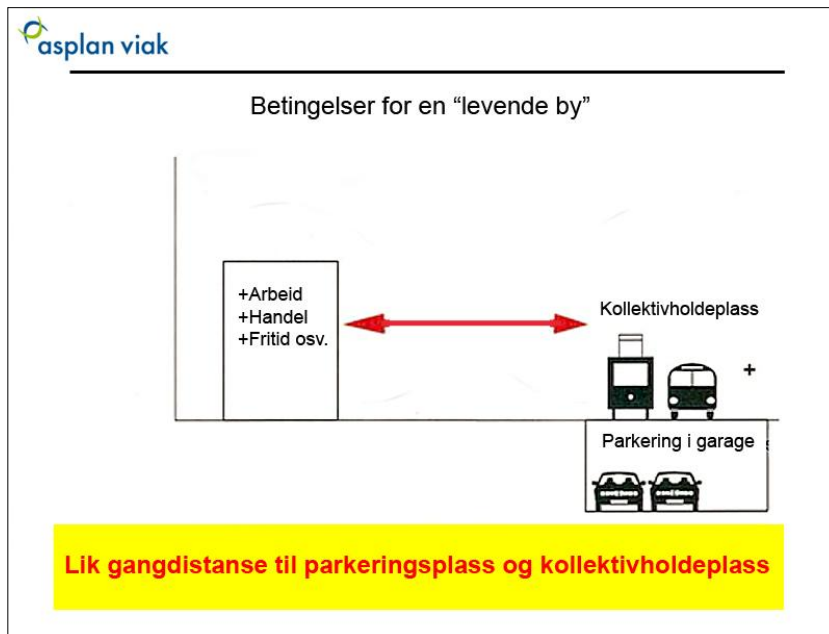 asplan viak
Betingelser for en “levende by”
+Arbeid
+Handel
+Fritid osv.
Kollektivholdeplass
+
Parkering i garage
Lik gangdistanse til parkeringsplass og kollektivholdeplass